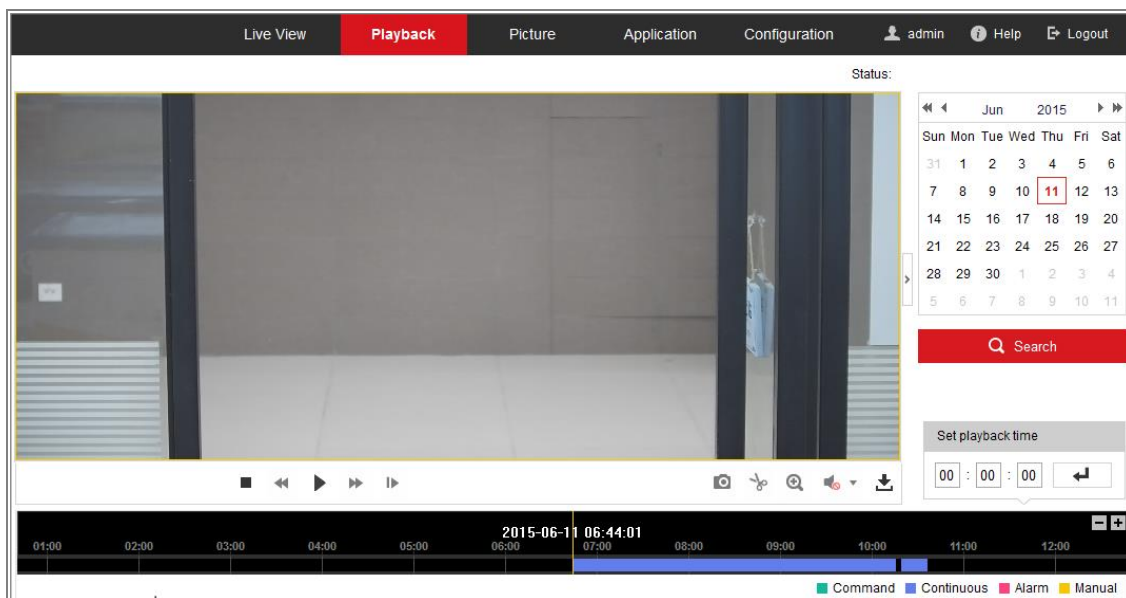 Live View Playback Picture Application Configuration admin Help Logout
Status:
Jun 2015
Sun Mon Tue Wed Thu Fri Sat
31 1 2 3 4 5 6
7 8 9 10 11 12 13
14 15 16 17 18 19 20
21 22 23 24 25 26 27
28 29 30 1 2 3 4
5 6 7 8 9 10 11
Search
Set playback time
00 : 00 : 00
2015-06-11 06:44:01
01:00 02:00 03:00 04:00 05:00 06:00 07:00 08:00 09:00 10:00 11:00 12:00
Command Continuous Alarm Manual